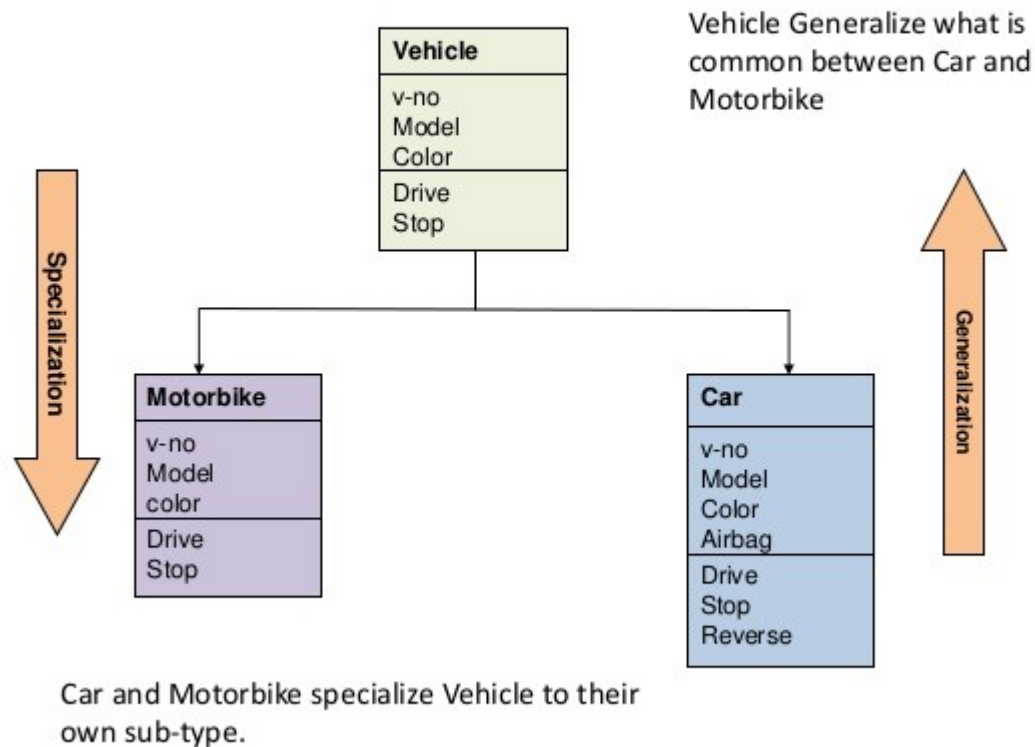 Vehicle
v-no
Model
Color
Drive
Stop
Vehicle Generalize what is
common between Car and
Motorbike
Specialization
Generalization
Motorbike
v-no
Model
color
Drive
Stop
Car
v-no
Model
Color
Airbag
Drive
Stop
Reverse
Car and Motorbike specialize Vehicle to their
own sub-type.